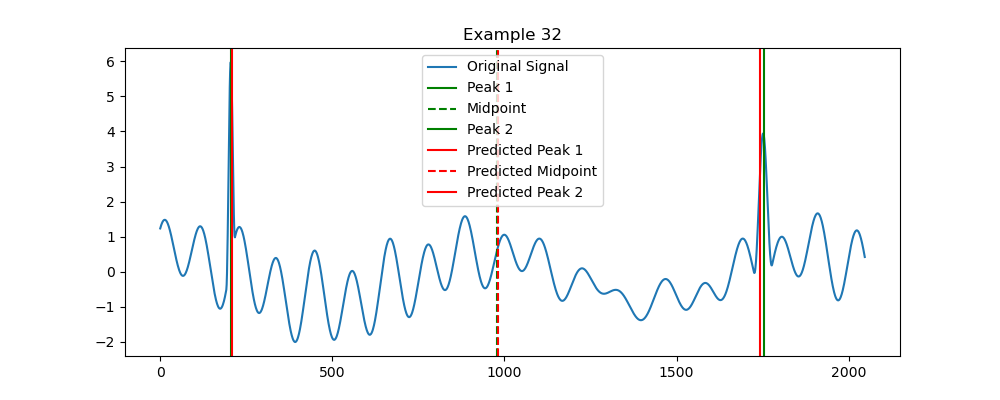 Example 32
6
5
4
3
2
1
0
−1
−2
Original Signal
Peak 1
Midpoint
Peak 2
Predicted Peak 1
Predicted Midpoint
Predicted Peak 2
0
500
1000
1500
2000